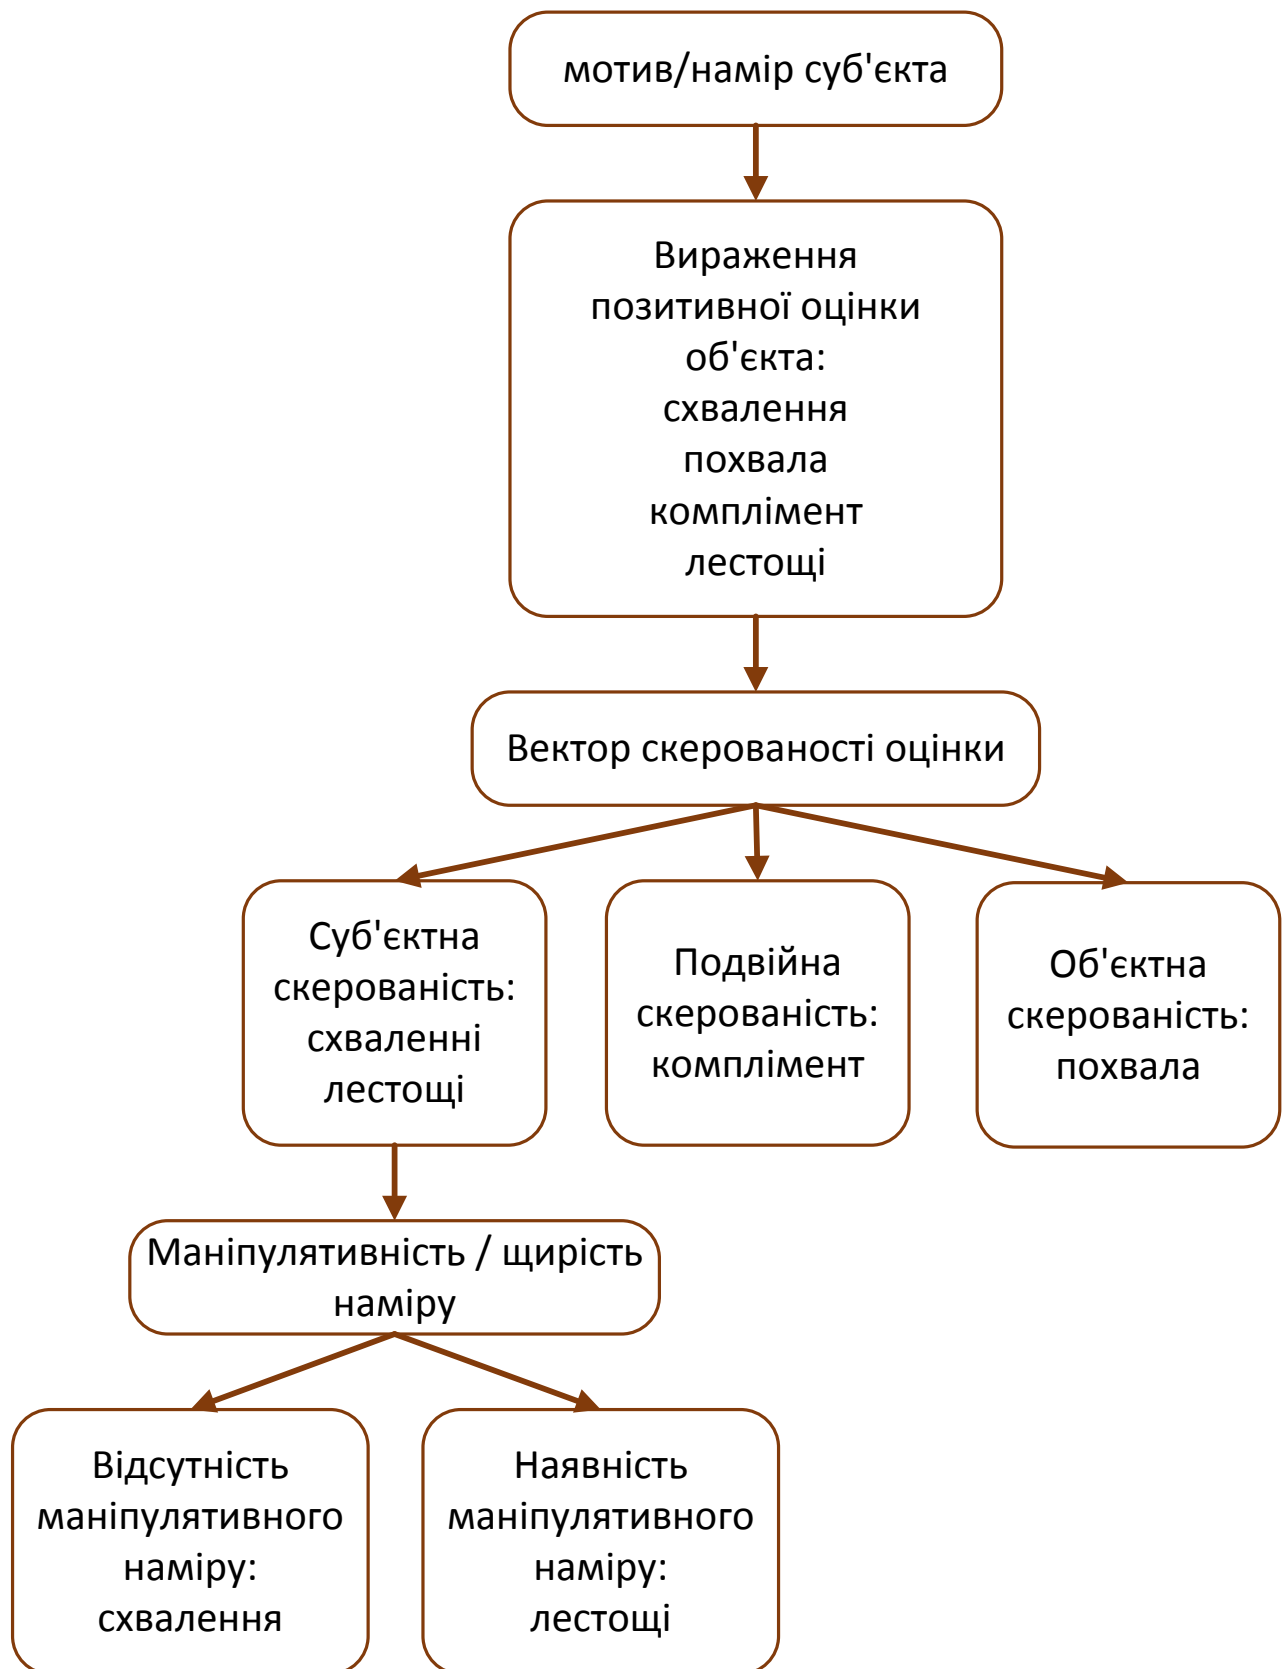 мотив/намір суб'єкта
Вираження
позитивної оцінки
об'єкта:
схвалення
похвала
комплімент
лестощі
Вектор скерованості оцінки
Суб'єктна
скерованість:
схваленні
лестощі
Подвійна
скерованість:
комплімент
Об'єктна
скерованість:
похвала
Маніпулятивність / щирість
наміру
Відсутність
маніпулятивного
наміру:
схвалення
Наявність
маніпулятивного
наміру:
лестощі